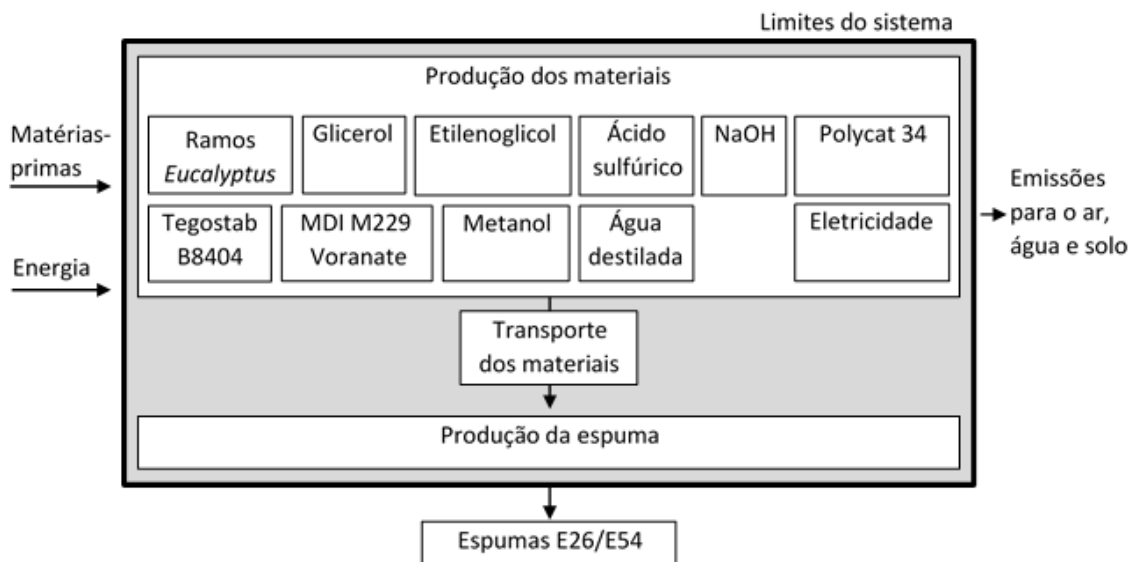 Limites do sistema
Produção dos materiais
Matérias-
primas
Ramos
Eucalyptus
Glicerol
Etilenoglicol
Ácido
sulfúrico
NaOH
Polycat 34
Tegostab
B8404
MDI M229
Voranate
Metanol
Água
destilada
Eletricidade
Energia
Emissões
para o ar,
água e solo
Transporte
dos materiais
Produção da espuma
Espumas E26/E54